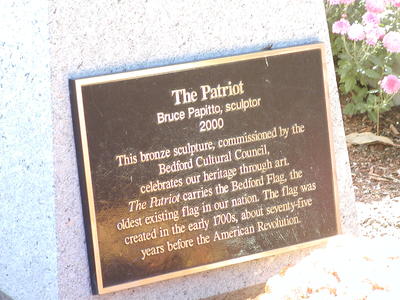 The Patriot
Bruce Papitto, sculptor
2000
This bronze sculpture, commissioned by the
Bedford Cultural Council,
celebrates our heritage through art.
The Patriot carries the Bedford Flag, the
oldest existing flag in our nation. The flag was
created in the early 1700s, about seventy-five
years before the American Revolution.